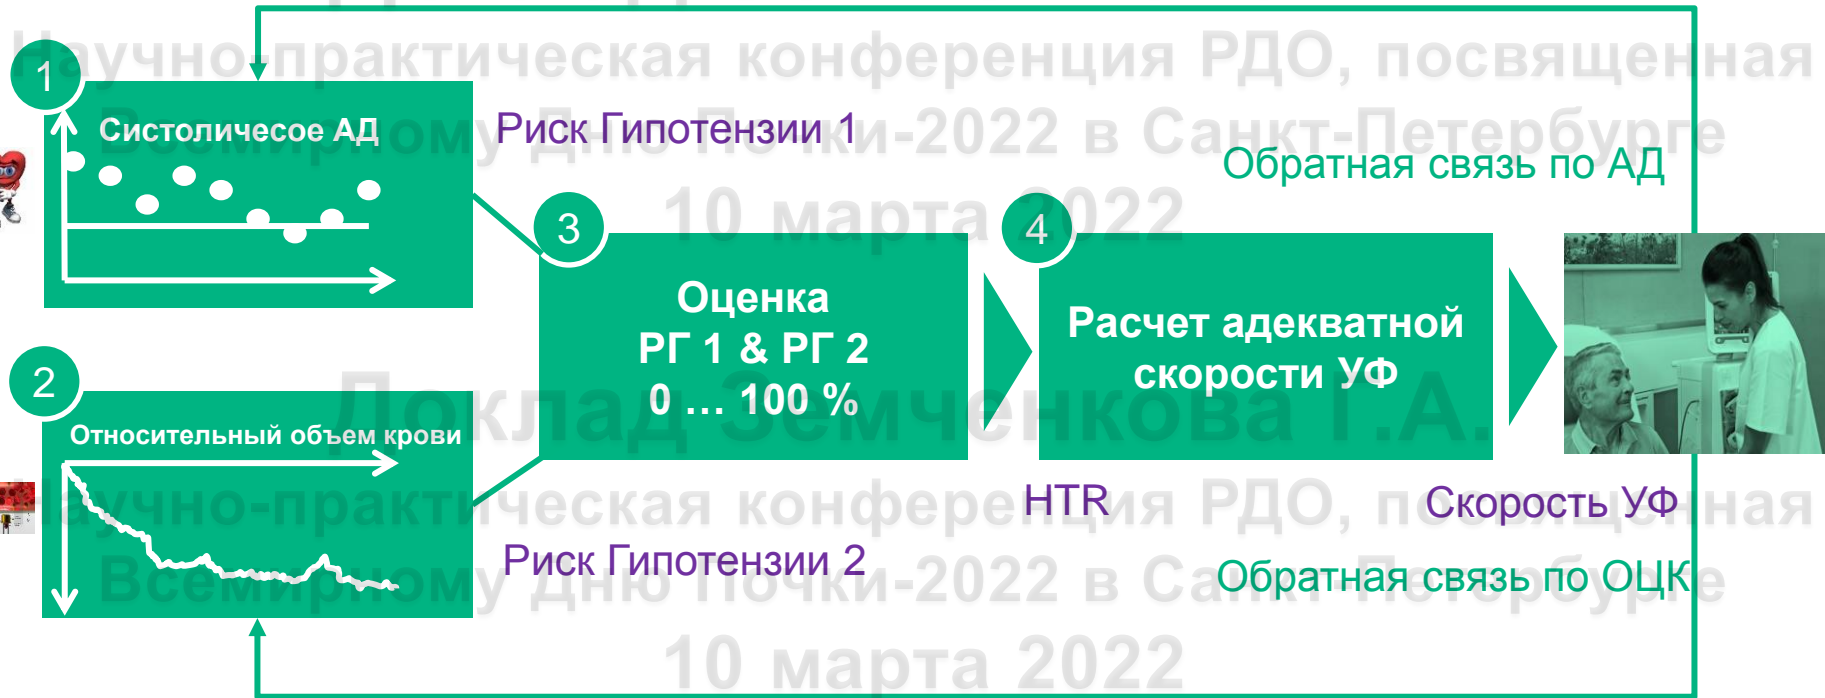 Научно-практическая конференция РДО, посвященная
1
Систоличесое АД
Риск Гипотензии 1
Всемирному Дню Почки-2022 в Санкт-Петербурге
Обратная связь по АД
10 марта 2022
3
4
Оценка
РГ 1 & РГ 2
0 ... 100 %
Расчет адекватной
скорости УФ
2
Доклад Земченкова Г.А.
Относительный объем крови
HTR
Скорость УФ
Научно-практическая конференция РДО, посвященная
Риск Гипотензии 2
Всемирному Дню Почки-2022 в Санкт-Петербурге
Обратная связь по ОЦК
10 марта 2022